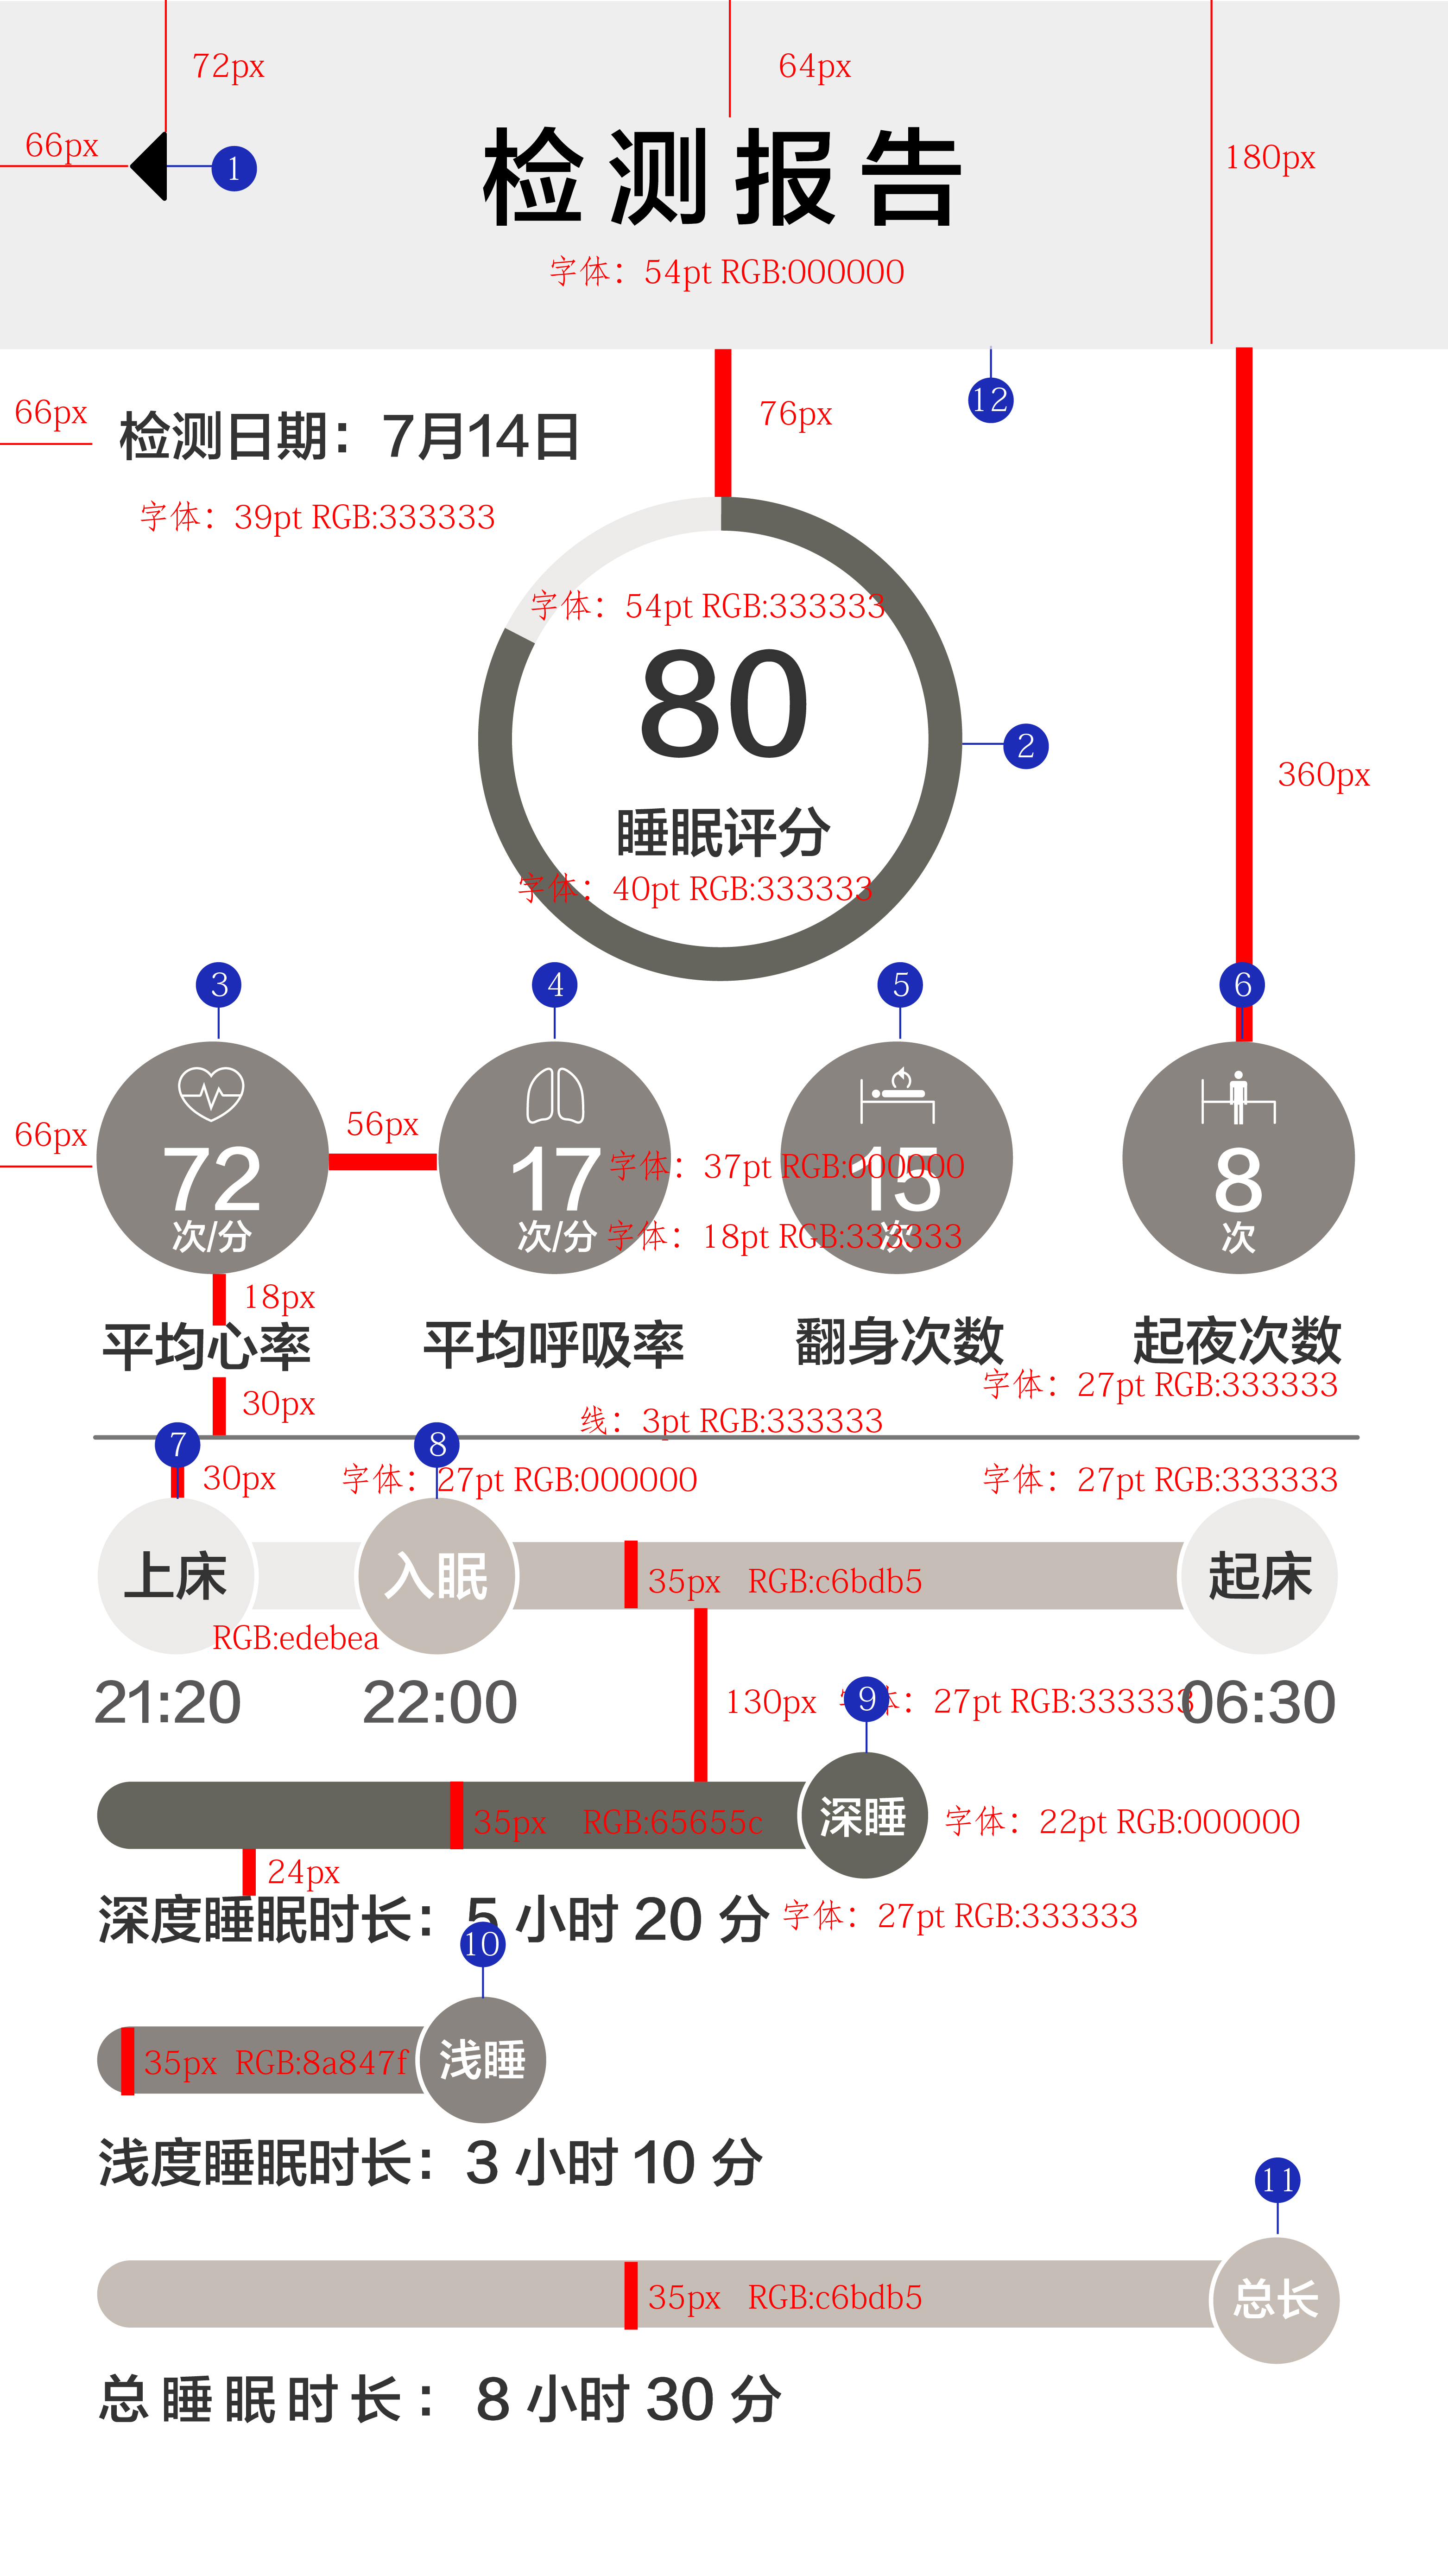 72px
64px
66px
1
180px
检测报告
字体：54pt RGB:000000
12
66px
检测日期：7月14日
76px
字体：39pt RGB:333333
字体：54pt RGB:333333
80
2
360px
睡眠评分
字体：40pt RGB:333333
3
4
5
6
66px
56px
72
次/分
17
次/分
字体：37pt RGB:000000
字体：18pt RGB:333333
15
次
8
次
18px
平均心率
平均呼吸率
翻身次数
起夜次数
字体：27pt RGB:333333
30px
线：3pt RGB:333333
7
8
30px
字体：27pt RGB:000000
字体：27pt RGB:333333
上床
入眠
35px RGB:c6bdb5
起床
RGB:edebea
21:20
22:00
130px
字体：27pt RGB:333333
9
06:30
35px RGB:65655c
深睡
字体：22pt RGB:000000
24px
深度睡眠时长：5 小时 20 分
字体：27pt RGB:333333
10
35px RGB:8a847f
浅睡
浅度睡眠时长：3 小时 10 分
11
35px RGB:c6bdb5
总长
总睡眠时长：8 小时 30 分